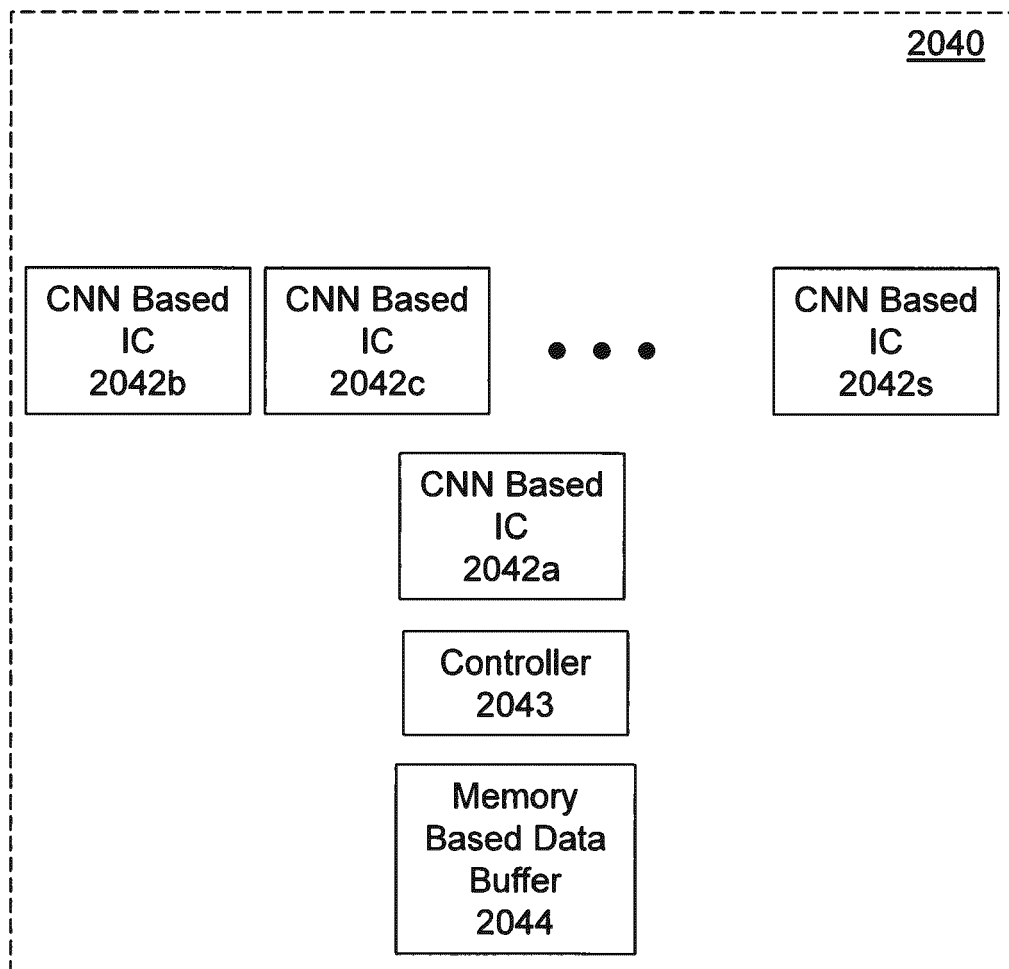 2040
CNN Based
IC
2042b
CNN Based
IC
2042c
CNN Based
IC
2042s
CNN Based
IC
2042a
Controller
2043
Memory
Based Data
Buffer
2044